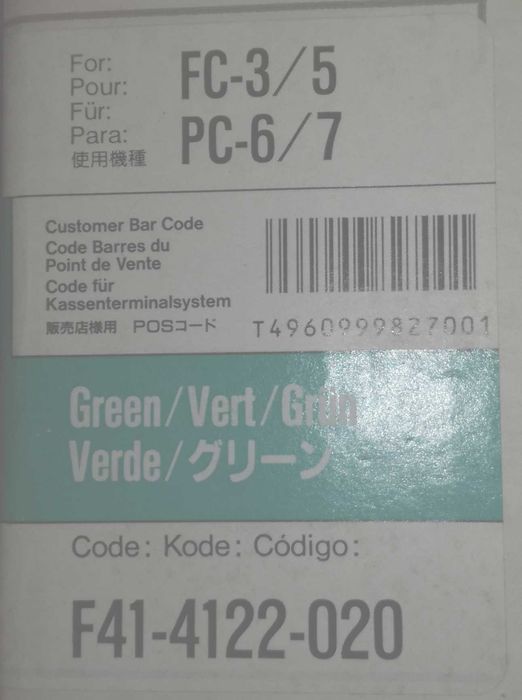 For:
Pour:
Für:
Para:
使用機種
FC-3/5
PC-6/7
Customer Bar Code
Code Barres du
Point de Vente
Code für
Kassenterminalsystem
販売店様用 POSコード
T4960999827001
Green/Vert/Grün
Verde/グリーン
Code: Kode: Código:
F41-4122-020